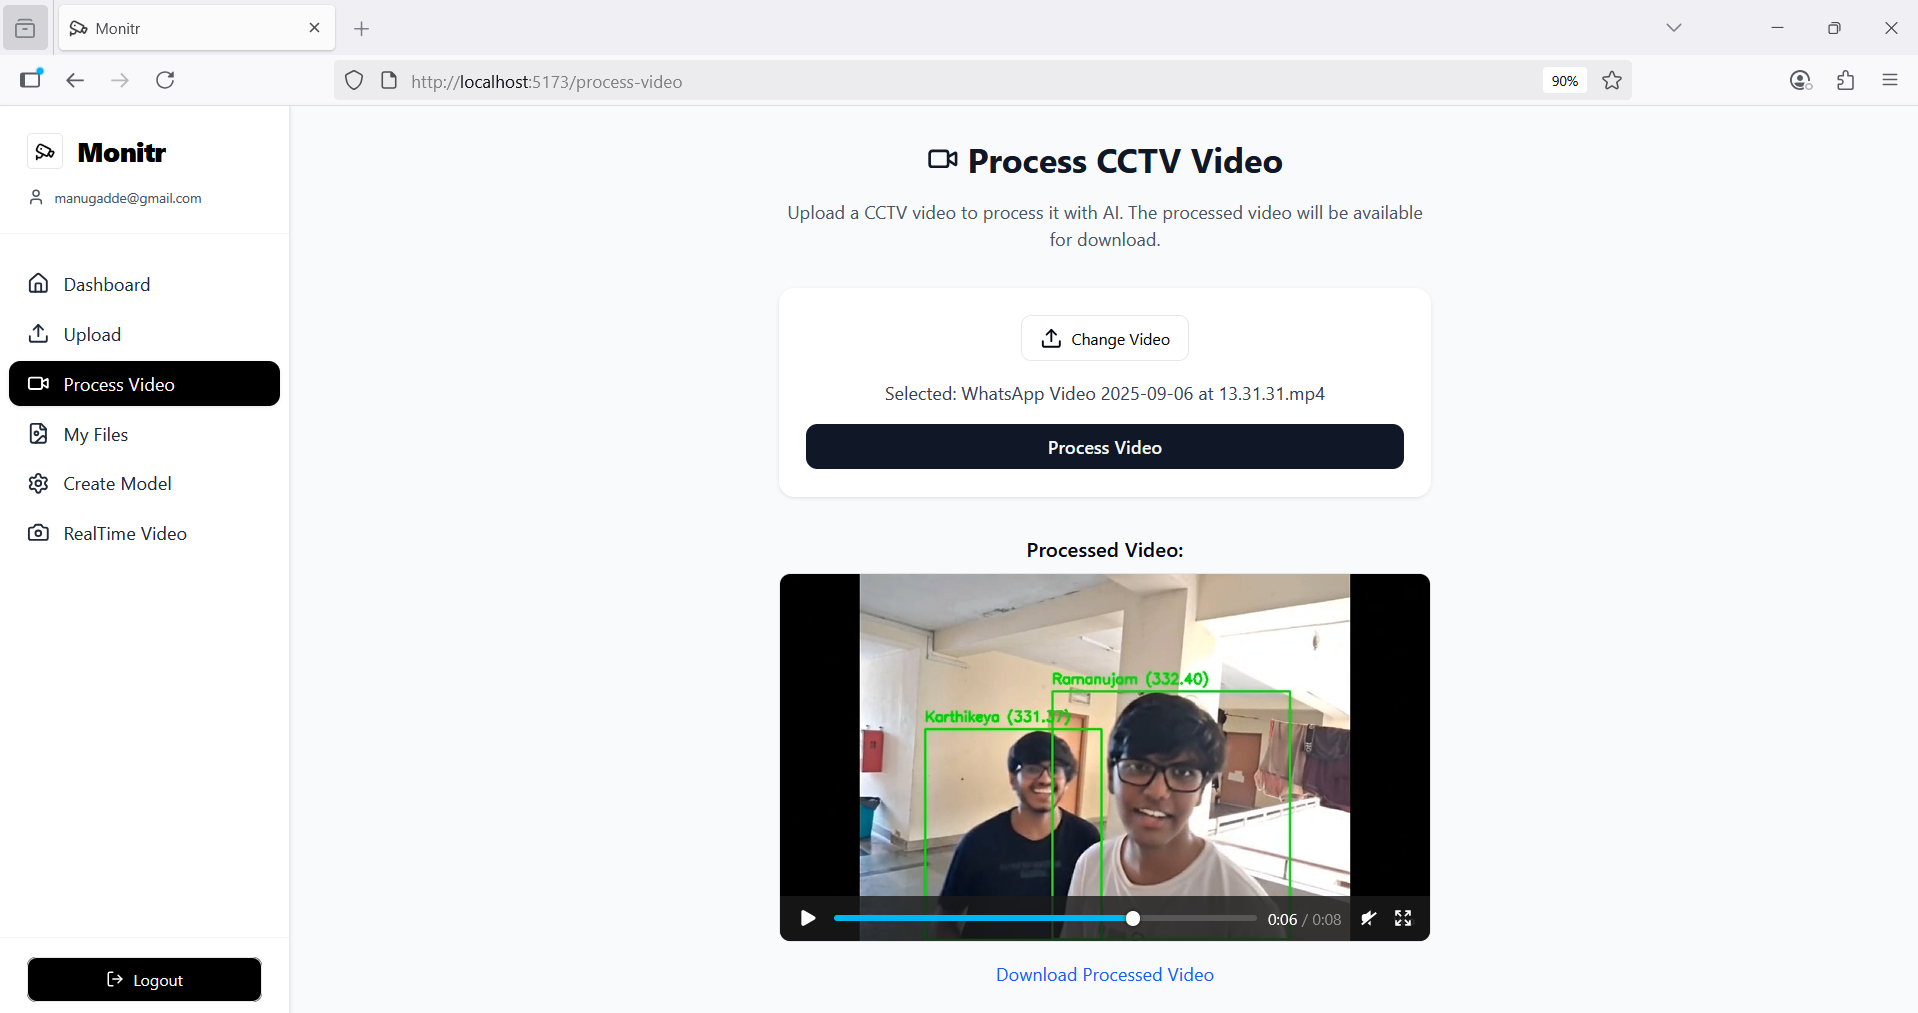 Monitr
http://localhost:5173/process-video
90%
Monitr
manugadde@gmail.com
Dashboard
Upload
Process Video
My Files
Create Model
RealTime Video
Logout
Process CCTV Video
Upload a CCTV video to process it with AI. The processed video will be available
for download.
Change Video
Selected: WhatsApp Video 2025-09-06 at 13.31.31.mp4
Process Video
Processed Video:
Ramanujam (332.40)
Karthikeya (331.37)
0:06 / 0:08
Download Processed Video